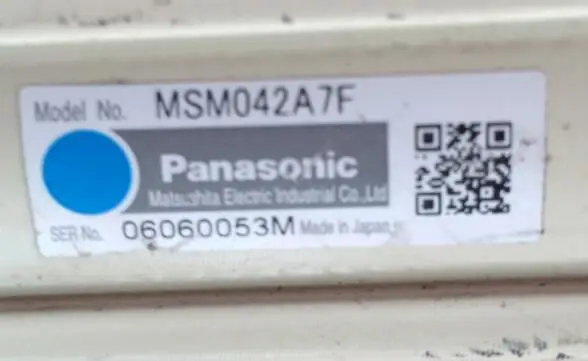 Model No. MSM042A7F
Panasonic
Matsushita Electric Industrial Co.,Ltd
SER No. 06060053M Made in Japan